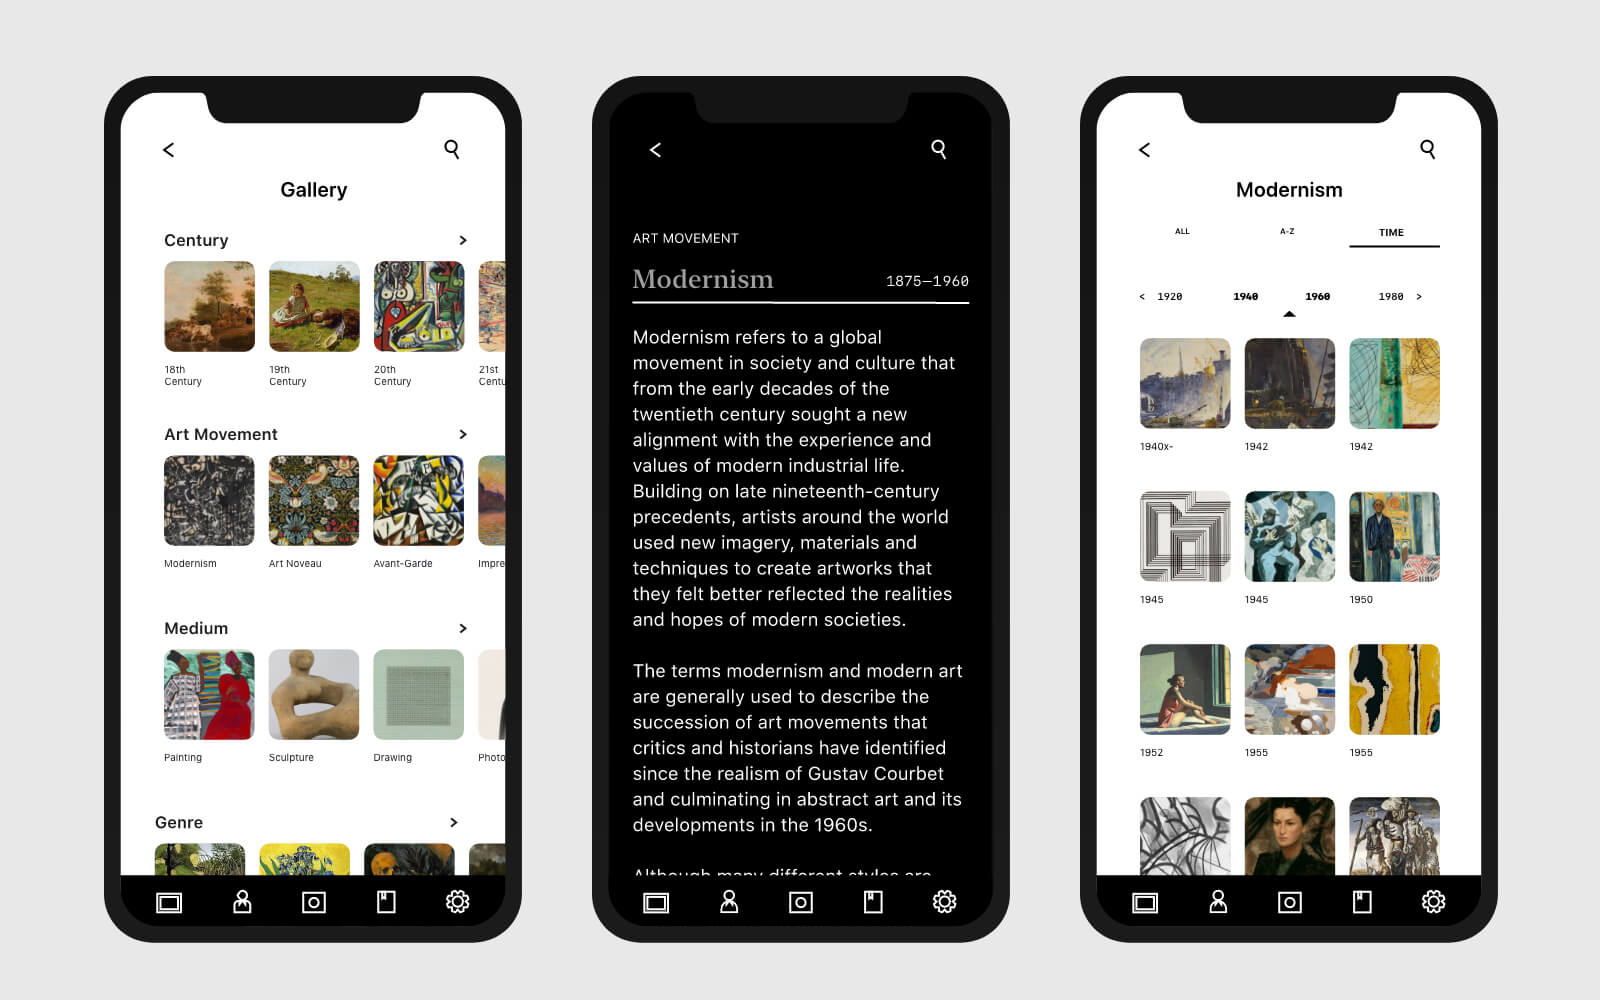 Gallery
Century
18th
Century
19th
Century
20th
Century
21st
Centu
Art Movement
Modernism
Art Noveau
Avant-Garde
Impre
Medium
Painting
Sculpture
Drawing
Photo
Genre
ART MOVEMENT
Modernism
1875—1960
Modernism refers to a global
movement in society and culture that
from the early decades of the
twentieth century sought a new
alignment with the experience and
values of modern industrial life.
Building on late nineteenth-century
precedents, artists around the world
used new imagery, materials and
techniques to create artworks that
they felt better reflected the realities
and hopes of modern societies.
The terms modernism and modern art
are generally used to describe the
succession of art movements that
critics and historians have identified
since the realism of Gustav Courbet
and culminating in abstract art and its
developments in the 1960s.
Although many different styles are
Modernism
ALL
A-Z
TIME
< 1920
1940
1960
1980 >
1940x-
1942
1942
1945
1945
1950
1952
1955
1955